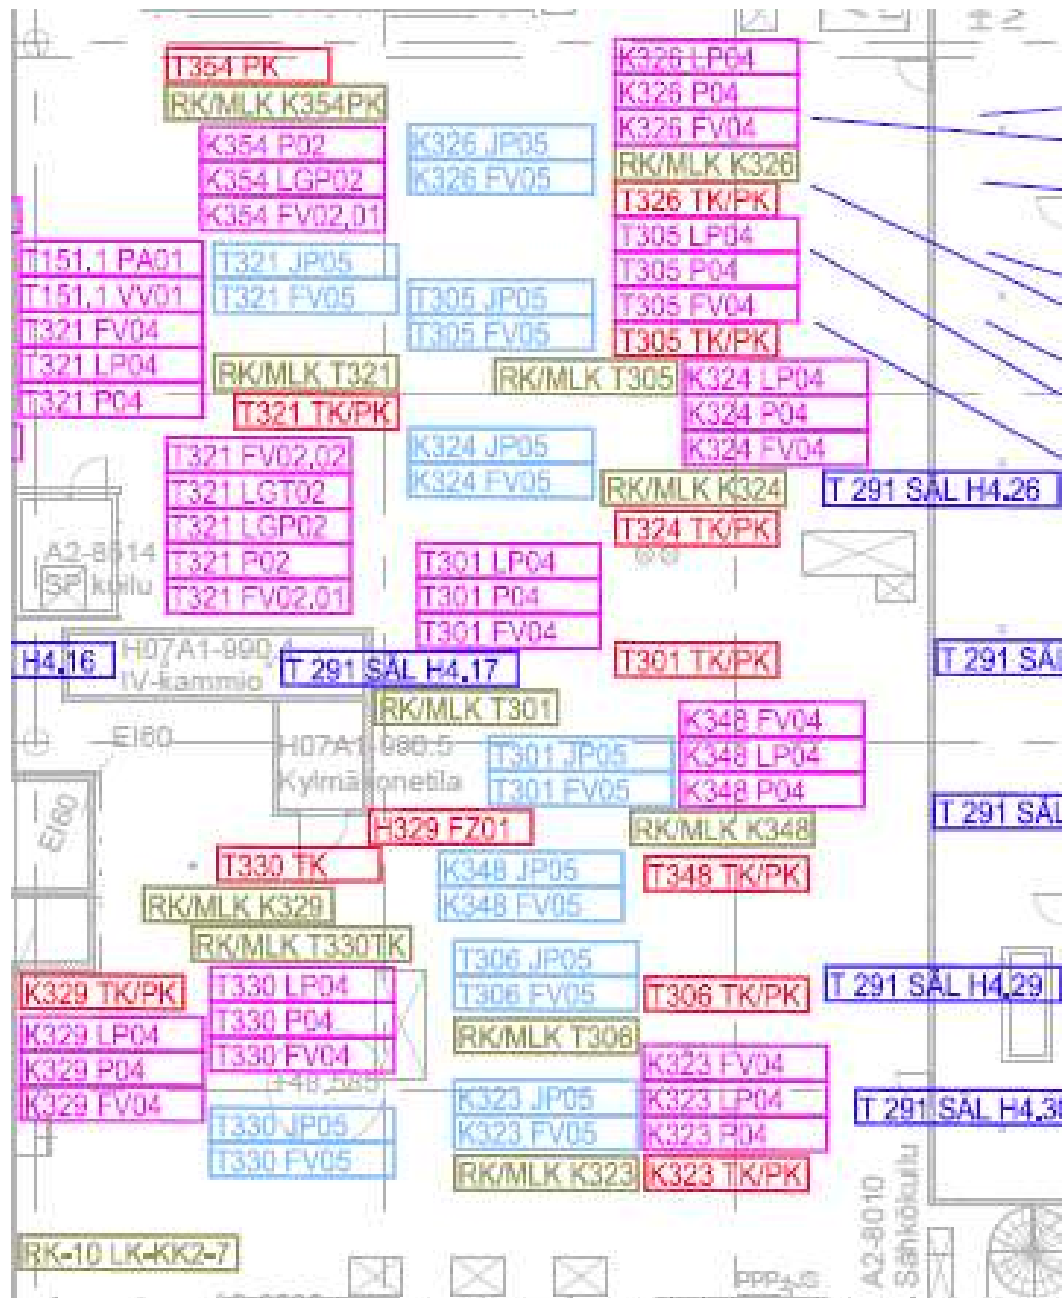 T354 PK
RK/MLK K354PK
K354 P02
K354 LGP02
K354 FV02,01
K326 JP05
K326 FV05
K326 LP04
K326 P04
K326 FV04
RK/MLK K326
T326 TK/PK
T305 LP04
T305 P04
T305 FV04
T305 TK/PK
T151.1 PA01
T151.1 VV01
T321 FV04
T321 LP04
T321 P04
T321 JP05
T321 FV05
T305 JP05
T305 FV05
RK/MLK T321
T321 TK/PK
RK/MLK T305
K324 LP04
K324 P04
K324 FV04
T321 FV02,02
T321 LGT02
T321 LGP02
T321 P02
T321 FV02,01
K324 JP05
K324 FV05
RK/MLK K324
T324 TK/PK
T 291 SÄL H4.26
A2-8514
SP kuilu
T301 LP04
T301 P04
T301 FV04
H4.16
H07A1-990.4
IV-kammio
T 291 SÄL H4.17
T301 TK/PK
T 291 SÄL
RK/MLK T301
EI60
H07A1-990.5
Kylmäkonetila
T301 JP05
T301 FV05
K348 FV04
K348 LP04
K348 P04
EI60
H329 FZ01
RK/MLK K348
T 291 SÄL
T330 TK
K348 JP05
K348 FV05
T348 TK/PK
RK/MLK K329
RK/MLK T330TK
K329 TK/PK
K329 LP04
K329 P04
K329 FV04
T330 LP04
T330 P04
T330 FV04
+48,585
T330 JP05
T330 FV05
T306 JP05
T306 FV05
T306 TK/PK
RK/MLK T306
T 291 SÄL H4.29
K323 FV04
K323 LP04
K323 P04
K323 JP05
K323 FV05
RK/MLK K323
K323 TK/PK
T 291 SÄL H4.3
A2-8010
Sähkökuilu
RK-10 LK-KK2-7